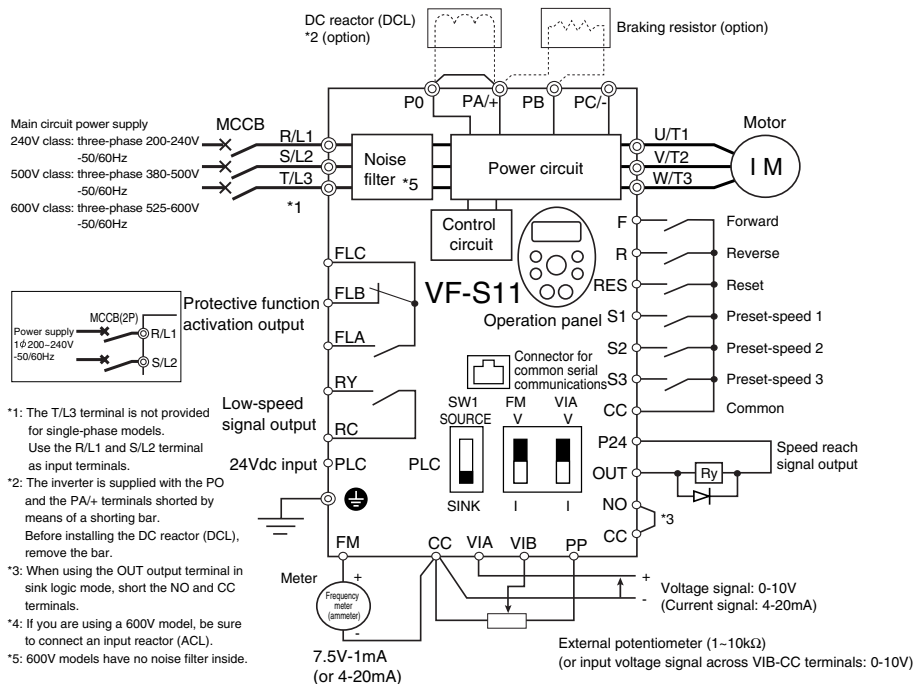 DC reactor (DCL)
*2 (option)
Braking resistor (option)
P0 PA/+ PB PC/-
Main circuit power supply
240V class: three-phase 200-240V
-50/60Hz
500V class: three-phase 380-500V
-50/60Hz
600V class: three-phase 525-600V
-50/60Hz
MCCB
R/L1
S/L2
T/L3
*1
Noise
filter *5
Power circuit
Control
circuit
U/T1
V/T2
W/T3
Motor
I M
FLC
FLB
FLA
Protective function
activation output
VF-S11
Operation panel
F Forward
R Reverse
RES Reset
S1 Preset-speed 1
S2 Preset-speed 2
S3 Preset-speed 3
CC Common
MCCB(2P)
Power supply
1ϕ200~240V
-50/60Hz
R/L1
S/L2
Connector for
common serial
communications
RY
RC
Low-speed
signal output
24Vdc input PLC
SW1
SOURCE
PLC
SINK
FM
V
I
VIA
V
I
P24
OUT
Ry
Speed reach
signal output
NO
CC
*3
*1: The T/L3 terminal is not provided
for single-phase models.
Use the R/L1 and S/L2 terminal
as input terminals.
*2: The inverter is supplied with the PO
and the PA/+ terminals shorted by
means of a shorting bar.
Before installing the DC reactor (DCL),
remove the bar.
*3: When using the OUT output terminal in
sink logic mode, short the NO and CC
terminals.
*4: If you are using a 600V model, be sure
to connect an input reactor (ACL).
*5: 600V models have no noise filter inside.
FM CC VIA VIB PP
Meter
+
Frequency
meter
(ammeter)
-
7.5V-1mA
(or 4-20mA)
+
-
Voltage signal: 0-10V
(Current signal: 4-20mA)
External potentiometer (1~10kΩ)
(or input voltage signal across VIB-CC terminals: 0-10V)